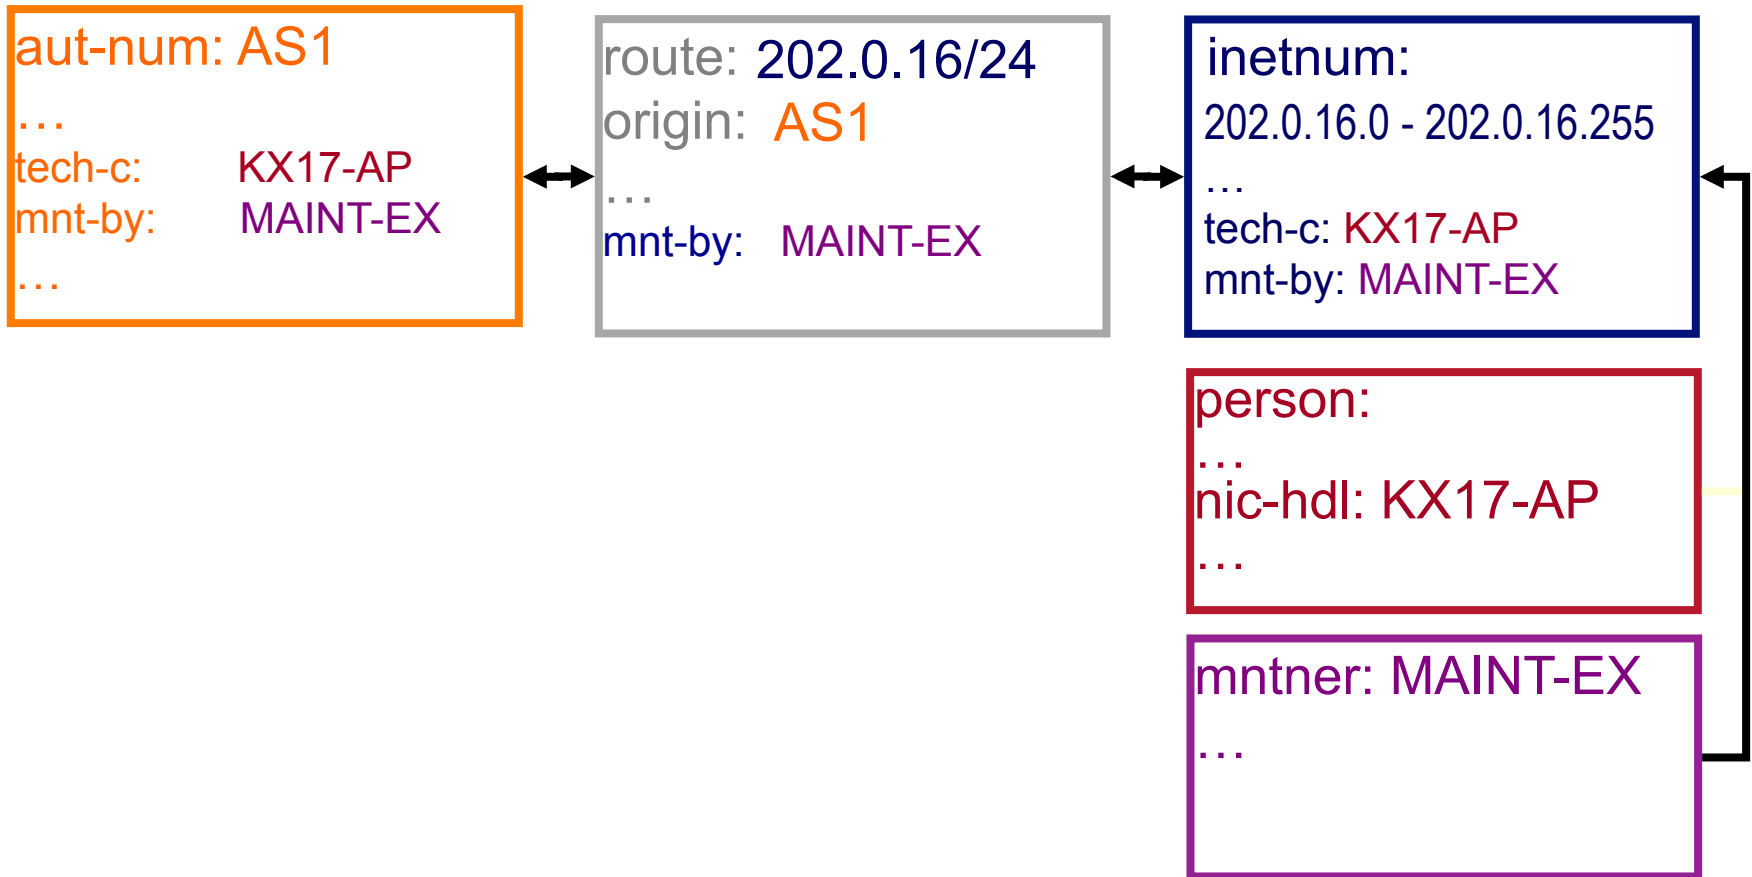 aut-num: AS1
…
tech-c: KX17-AP
mnt-by: MAINT-EX
…
route: 202.0.16/24
origin: AS1
…
mnt-by: MAINT-EX
inetnum:
202.0.16.0 - 202.0.16.255
…
tech-c: KX17-AP
mnt-by: MAINT-EX
person:
…
nic-hdl: KX17-AP
…
mntner: MAINT-EX
…